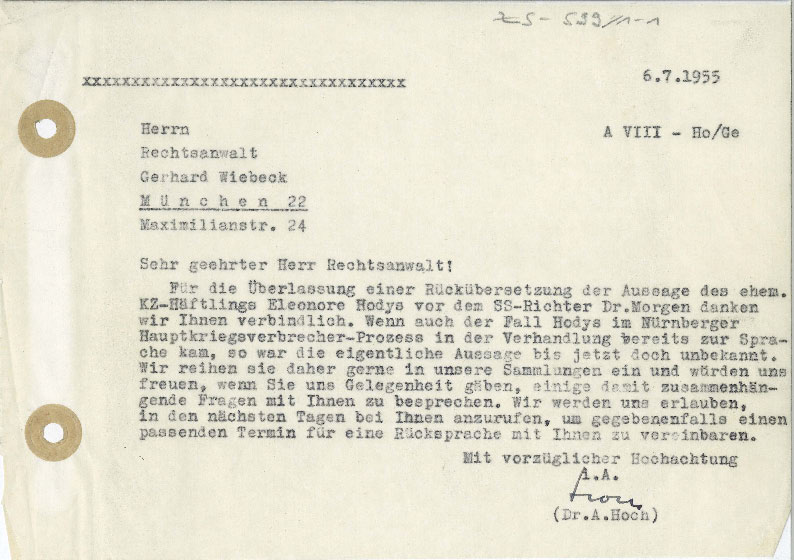 ZS-599/1-1
xxxxxxxxxxxxxxxxxxxxxxxxxxxxxxxxx
6.7.1955
Herrn
A VIII - Ho/Ge
Rechtsanwalt
Gerhard Wiebeck
M ü n c h e n  22
Maximilianstr. 24
Sehr geehrter Herr Rechtsanwalt!
Für die Überlassung einer Rückübersetzung der Aussage des ehem.
KZ-Häftlings Eleonore Hodys vor dem SS-Richter Dr.Morgen danken
wir Ihnen verbindlich. Wenn auch der Fall Hodys im Nürnberger
Hauptkriegsverbrecher-Prozess in der Verhandlung bereits zur Spra-
che kam, so war die eigentliche Aussage bis jetzt doch unbekannt.
Wir reihen sie daher gerne in unsere Sammlungen ein und würden uns
freuen, wenn Sie uns Gelegenheit gäben, einige damit zusammenhän-
gende Fragen mit Ihnen zu besprechen. Wir werden uns erlauben,
in den nächsten Tagen bei Ihnen anzurufen, um gegebenenfalls einen
passenden Termin für eine Rücksprache mit Ihnen zu vereinbaren.
Mit vorzüglicher Hochachtung
i.A.
(Dr.A.Hoch)